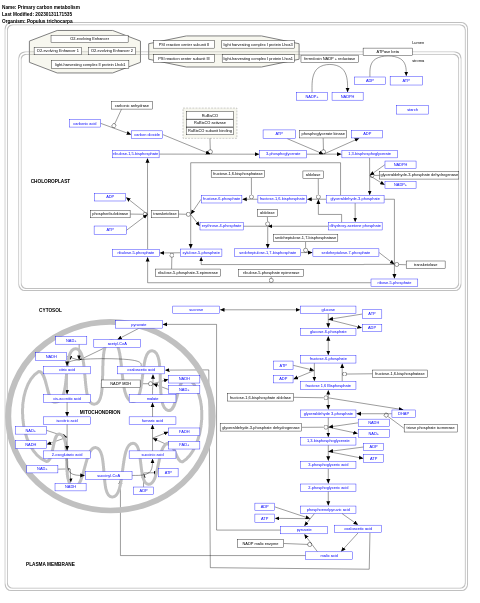 Name: Primary carbon metabolism
Last Modified: 20230131171535
Organism: Populus trichocarpa
O2-evolving Enhancer
O2-evolving Enhancer 1
O2-evolving Enhancer 2
light-harvesting complex II protein Lhcb1
PSI reaction center subunit II
light-harvesting complex I protein Lhca3
PSI reaction center subunit III
ferredoxin NADP + reductase
ATPase beta
Lumen
stroma
ADP
ATP
NADP+
NADPH
starch
carbonic anhydrase
carbonic acid
carbon dioxide
RuBisCO
RuBisCO activase
RuBisCO subunit binding
ATP
phosphoglycerate kinase
ADP
ribulose-1,5-bisphosphate
3-phosphoglycerate
1,3-bisphosphoglycerate
NADPH
glyceraldehyde-3-phosphate dehydrogenase
NADP+
CHLOROPLAST
fructose-1,6-bisphosphatase
aldolase
ADP
fructose-6-phosphate
fructose-1,6-bisphosphate
glyceraldehyde-3-phosphate
phosphoribulokinase
transketolase
aldolase
ATP
erythrose-4-phosphate
dihydroxy-acetone phosphate
sedoheptulose-1,7-bisphosphatase
ribulose-5-phosphate
xylulose-5-phosphate
sedoheptulose-1,7-bisphosphate
sedoheptulose-7-phosphate
transketolase
ribulose-5-phosphate-3-epimerase
ribulose-5-phosphate epimerase
ribose-5-phosphate
CYTOSOL
sucrose
glucose
ATP
ADP
pyruvate
glucose-6-phosphate
NAD+
acetyl-CoA
NADH
fructose-6-phosphate
ATP
citric acid
oxaloacetic acid
fructose-1,6-bisphosphatase
NADH
ADP
NADP MDH
NAD+
fructose-1,6-bisphosphate
cis-aconitic acid
malate
fructose-1,6-bisphosphate aldolase
MITOCHONDRION
glyceraldehyde-3-phosphate
DHAP
isocitric acid
fumaric acid
NADH
glyceraldehyde-3-phosphate dehydrogenase
triose phosphate isomerase
NAD+
FADH
NAD+
NADH
FAD+
1,3-bisphosphoglycerate
ADP
2-oxoglutaric acid
succinic acid
ATP
NAD+
3-phosphoglyceric acid
succinyl-CoA
ATP
NADH
ADP
2-phosphoglyceric acid
ADP
phosphoenolpyruvic acid
ATP
pyruvate
oxaloacetic acid
NADP malic enzyme
malic acid
PLASMA MEMBRANE